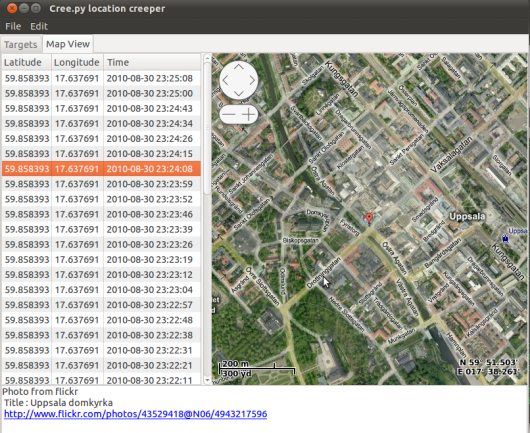 Cree.py location creeper
File Edit
Targets Map View
Latitude Longitude Time
59.858393 17.637691 2010-08-30 23:25:08
59.858393 17.637691 2010-08-30 23:25:00
59.858393 17.637691 2010-08-30 23:24:43
59.858393 17.637691 2010-08-30 23:24:34
59.858393 17.637691 2010-08-30 23:24:26
59.858393 17.637691 2010-08-30 23:24:15
59.858393 17.637691 2010-08-30 23:24:08
59.858393 17.637691 2010-08-30 23:23:59
59.858393 17.637691 2010-08-30 23:23:52
59.858393 17.637691 2010-08-30 23:23:46
59.858393 17.637691 2010-08-30 23:23:39
59.858393 17.637691 2010-08-30 23:23:26
59.858393 17.637691 2010-08-30 23:23:19
59.858393 17.637691 2010-08-30 23:23:12
59.858393 17.637691 2010-08-30 23:23:04
59.858393 17.637691 2010-08-30 23:22:57
59.858393 17.637691 2010-08-30 23:22:48
59.858393 17.637691 2010-08-30 23:22:38
59.858393 17.637691 2010-08-30 23:22:31
59.858393 17.637691 2010-08-30 23:22:21
59.858393 17.637691 2010-08-30 23:22:11
Kungsgatan
Vaksalagatan
Uppsala
Uppsa
Biskopsgatan
Kungsgatan
Munkgatan
200 m
300 yd
N 59° 51.503'
E 017° 38.261'
Photo from flickr
Title : Uppsala domkyrka
http://www.flickr.com/photos/43529418@N06/4943217596